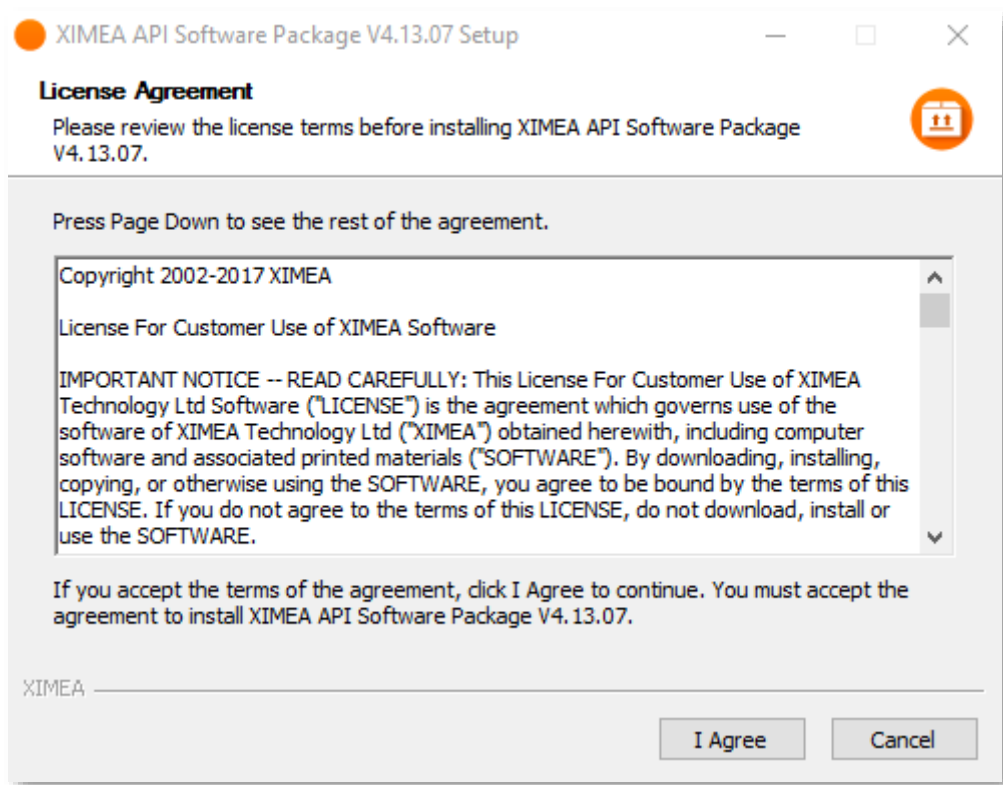 XIMEA API Software Package V4.13.07 Setup
License Agreement
Please review the license terms before installing XIMEA API Software Package
V4.13.07.
Press Page Down to see the rest of the agreement.
Copyright 2002-2017 XIMEA
License For Customer Use of XIMEA Software
IMPORTANT NOTICE -- READ CAREFULLY: This License For Customer Use of XIMEA
Technology Ltd Software ("LICENSE") is the agreement which governs use of the
software of XIMEA Technology Ltd ("XIMEA") obtained herewith, including computer
software and associated printed materials ("SOFTWARE"). By downloading, installing,
copying, or otherwise using the SOFTWARE, you agree to be bound by the terms of this
LICENSE. If you do not agree to the terms of this LICENSE, do not download, install or
use the SOFTWARE.
If you accept the terms of the agreement, click I Agree to continue. You must accept the
agreement to install XIMEA API Software Package V4.13.07.
XIMEA
I Agree
Cancel